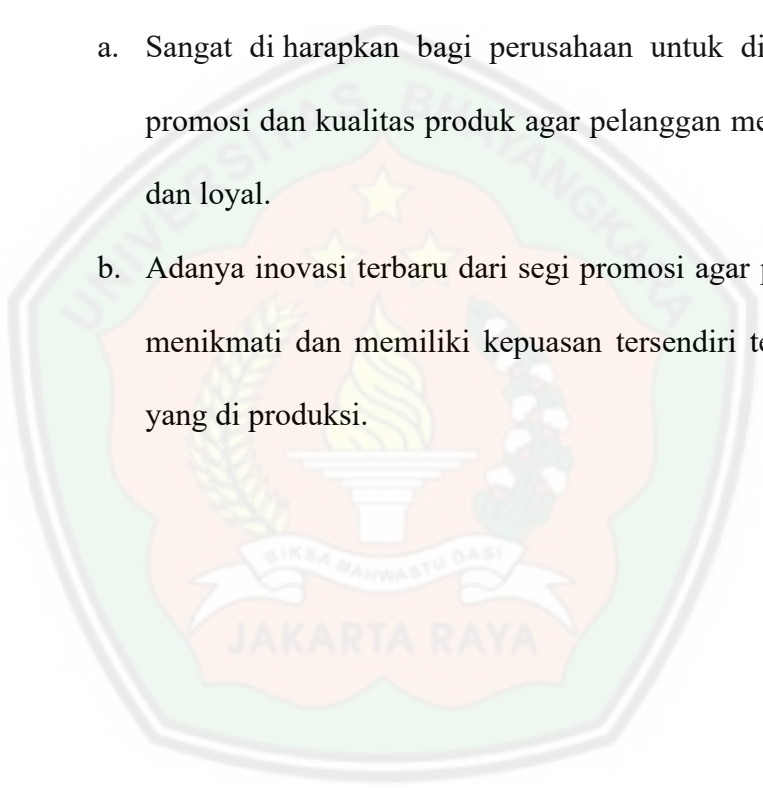 a. Sangat di harapkan bagi perusahaan untuk di
promosi dan kualitas produk agar pelanggan me
dan loyal.
b. Adanya inovasi terbaru dari segi promosi agar
menikmati dan memiliki kepuasan tersendiri te
yang di produksi.
UNIVERSITAS BHAYANGKARA
BIKSA MAHWASTU DASI
JAKARTA RAYA